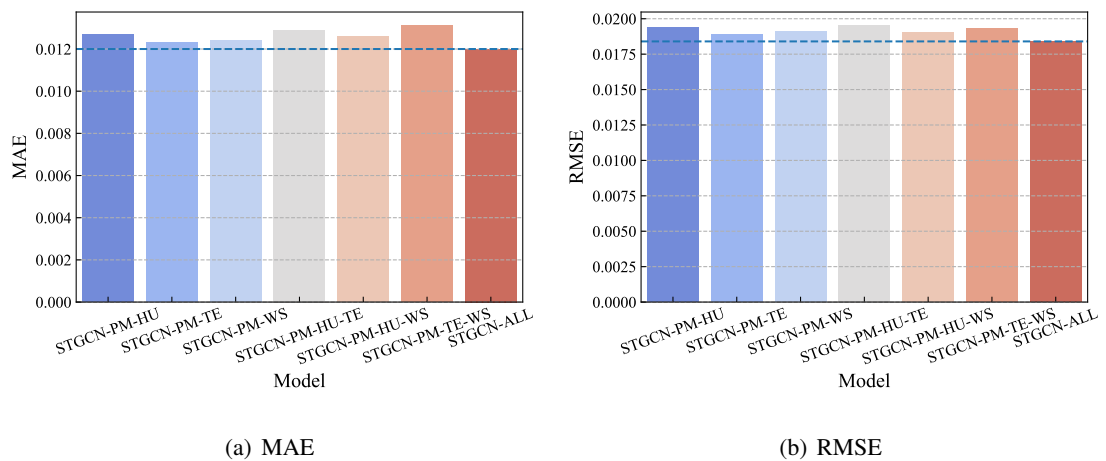 0.012
0.010
0.008
0.006
0.004
0.002
0.000
MAE
STGCN-PM-HU
STGCN-PM-TE
STGCN-PM-WS
STGCN-PM-HU-TE
STGCN-PM-HU-WS
STGCN-PM-TE-WS
STGCN-ALL
Model
(a) MAE
0.0200
0.0175
0.0150
0.0125
0.0100
0.0075
0.0050
0.0025
0.0000
RMSE
STGCN-PM-HU
STGCN-PM-TE
STGCN-PM-WS
STGCN-PM-HU-TE
STGCN-PM-HU-WS
STGCN-PM-TE-WS
STGCN-ALL
Model
(b) RMSE